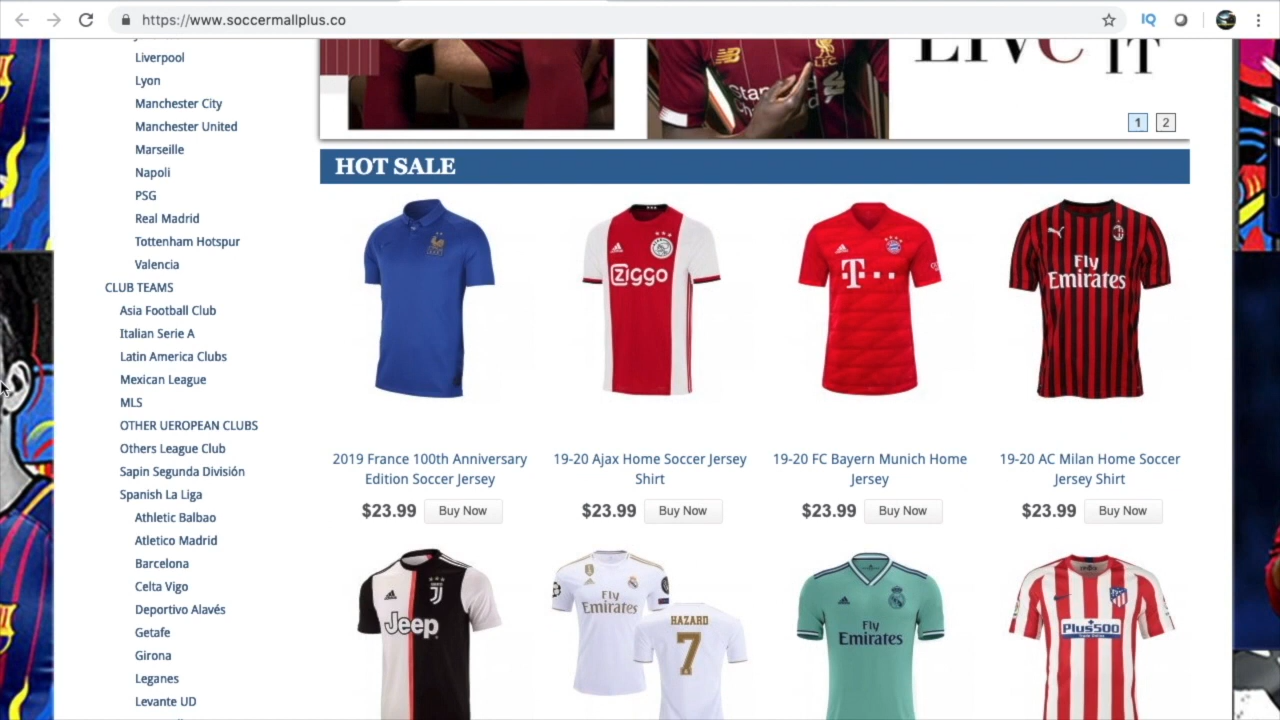 https://www.soccermallplus.co
IQ
Liverpool
Lyon
Manchester City
Manchester United
Marseille
Napoli
PSG
Real Madrid
Tottenham Hotspur
Valencia
CLUB TEAMS
Asia Football Club
Italian Serie A
Latin America Clubs
Mexican League
MLS
OTHER UEROPEAN CLUBS
Others League Club
Sapin Segunda División
Spanish La Liga
Athletic Balbao
Atletico Madrid
Barcelona
Celta Vigo
Deportivo Alavés
Getafe
Girona
Leganes
Levante UD
LFC
IT
1 2
HOT SALE
ziggo
T
Fly
Emirates
2019 France 100th Anniversary
Edition Soccer Jersey
$23.99 Buy Now
19-20 Ajax Home Soccer Jersey
Shirt
$23.99 Buy Now
19-20 FC Bayern Munich Home
Jersey
$23.99 Buy Now
19-20 AC Milan Home Soccer
Jersey Shirt
$23.99 Buy Now
Jeep
Fly
Emirates
HAZARD
7
Fly
Emirates
Plus500